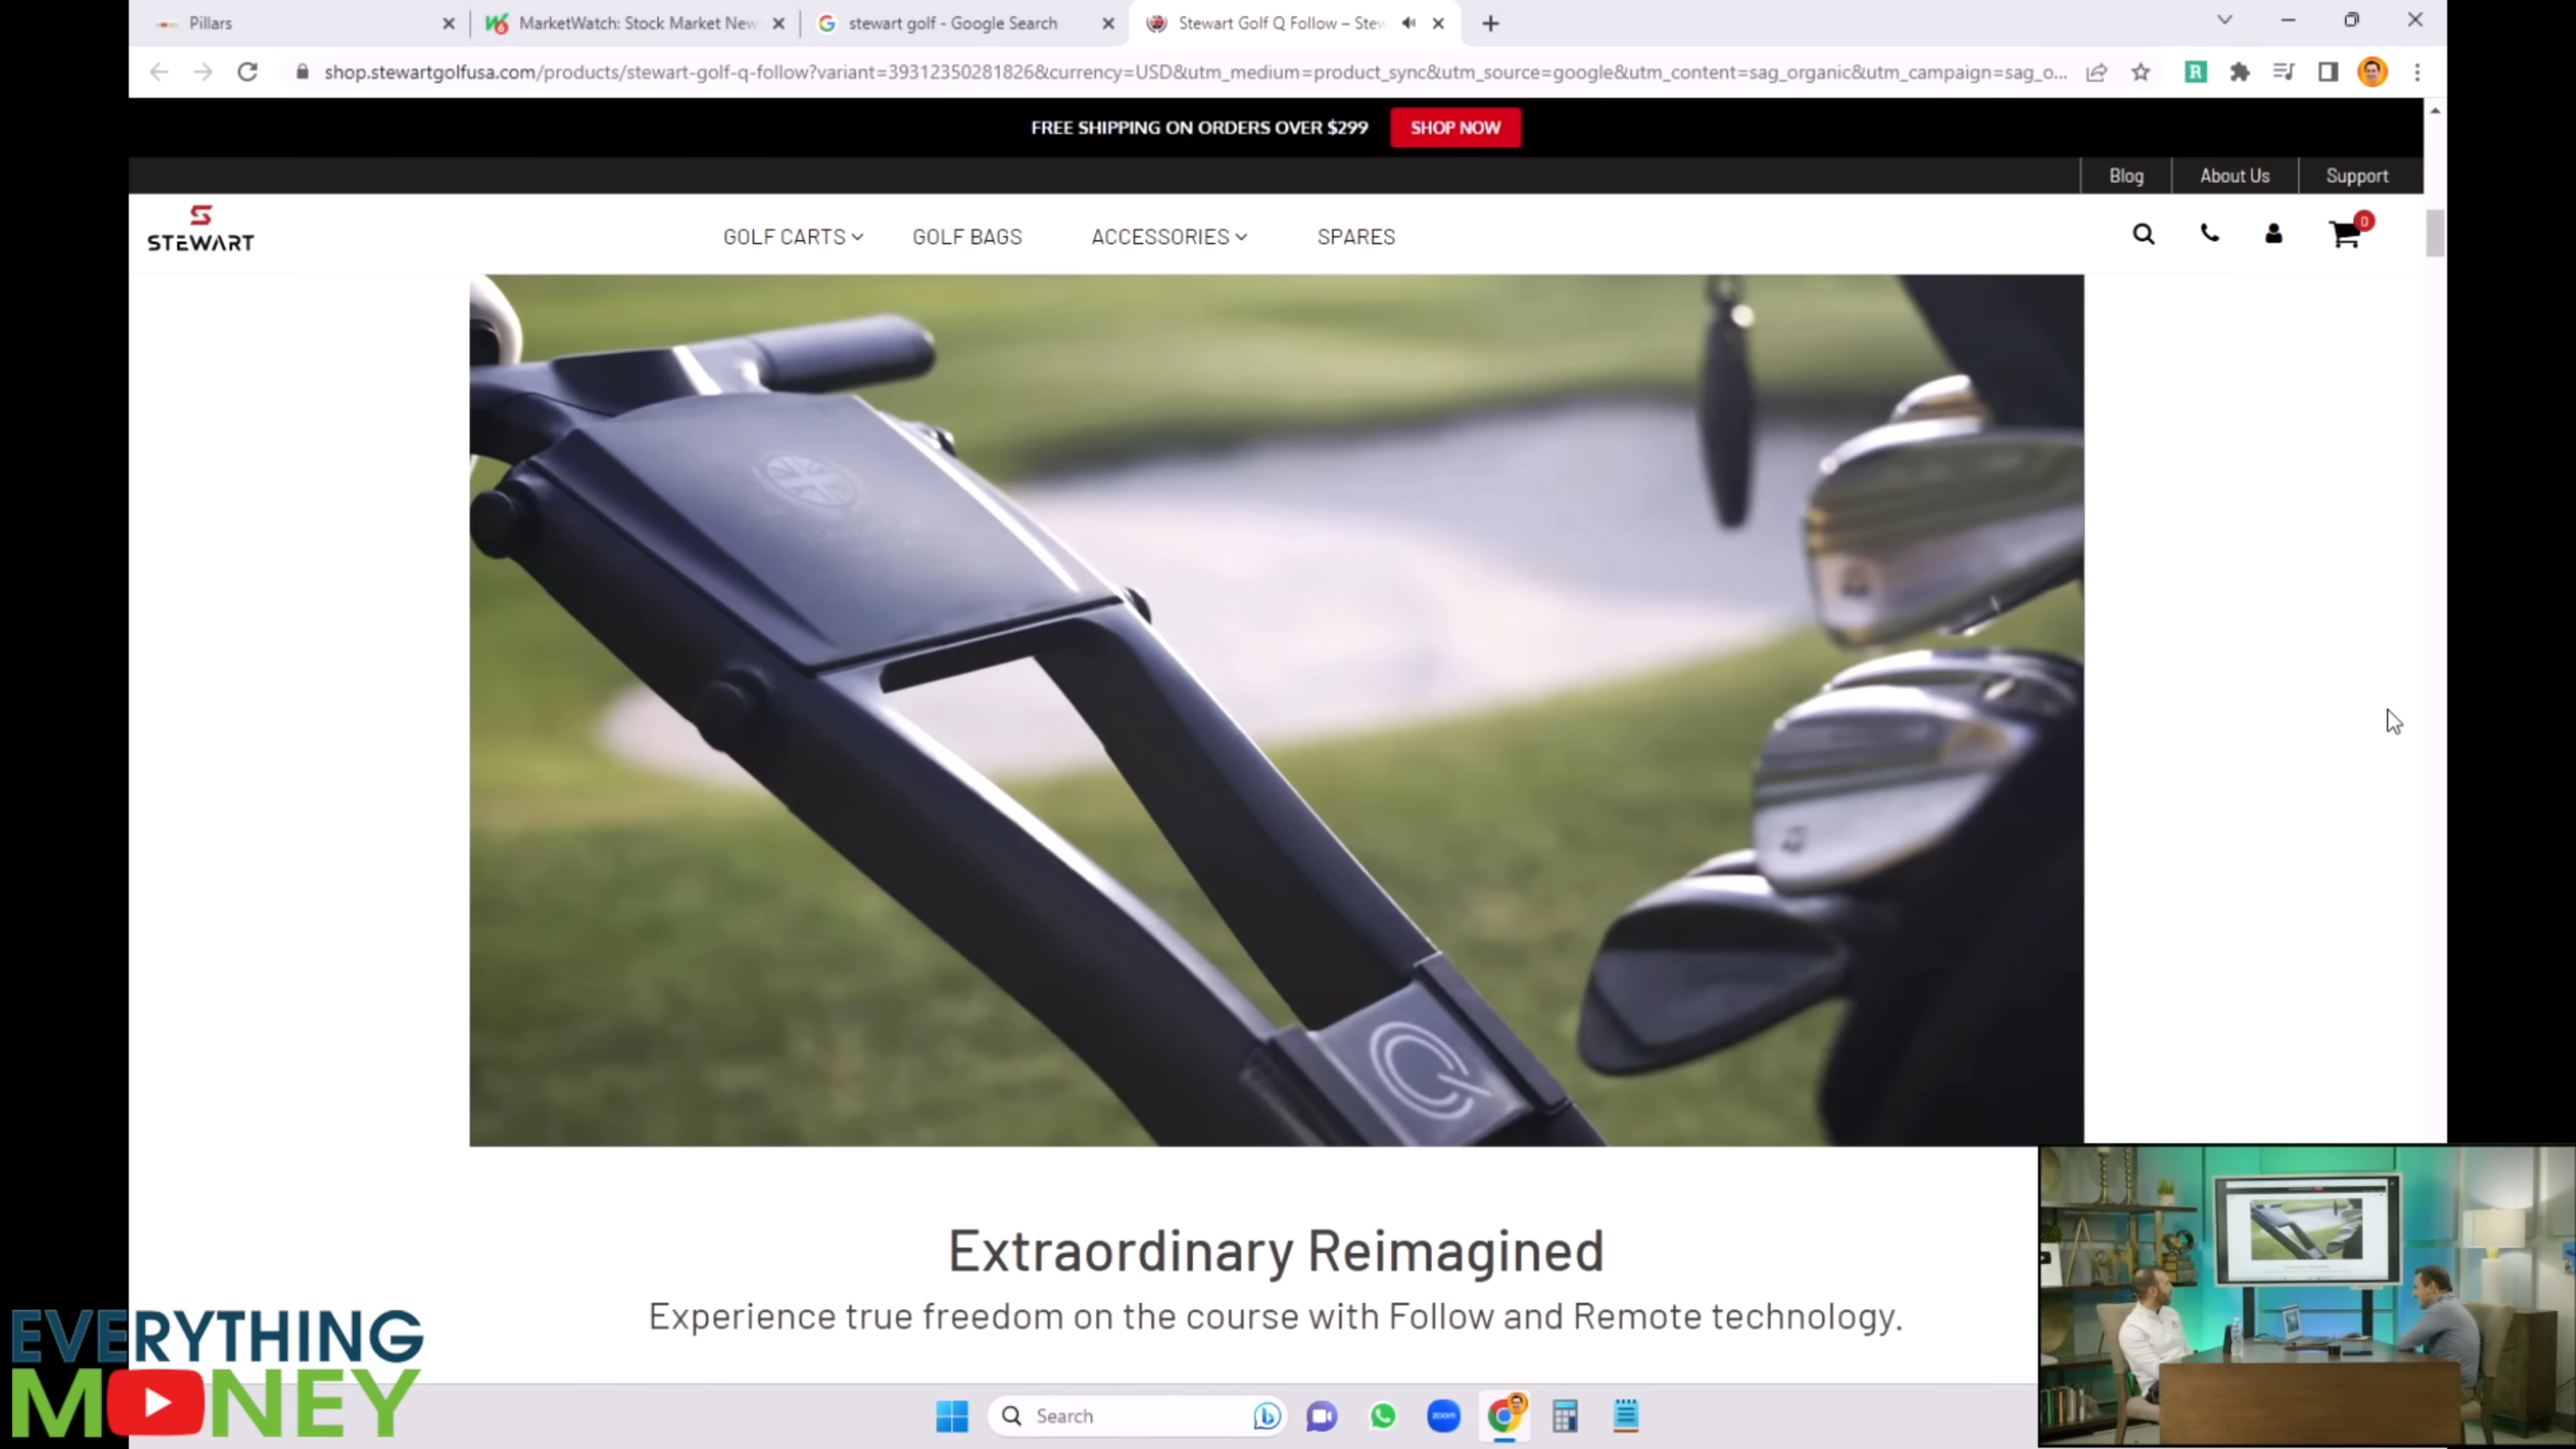 Pillars
MarketWatch: Stock Market New
stewart golf - Google Search
Stewart Golf Q Follow – Stew
shop.stewartgolfusa.com/products/stewart-golf-q-follow?variant=39312350281826&currency=USD&utm_medium=product_sync&utm_source=google&utm_content=sag_organic&utm_campaign=sag_o...
R
FREE SHIPPING ON ORDERS OVER $299
SHOP NOW
Blog
About Us
Support
STEWART
GOLF CARTS
GOLF BAGS
ACCESSORIES
SPARES
0
Q
Extraordinary Reimagined
Experience true freedom on the course with Follow and Remote technology.
EVERYTHING
MONEY
Search
zoom